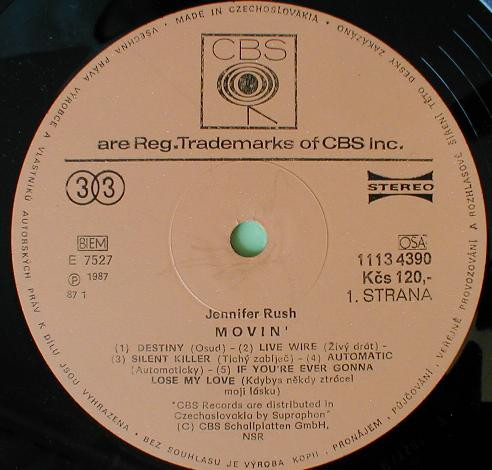 MADE IN CZECHOSLOVAKIA • VŠECHNA PRÁVA VÝROBCE A VLASTNÍKŮ AUTORSKÝCH PRÁV K DÍLU JSOU VYHRAŽENA • BEZ SOUHLASU JE VÝROBA KOPIÍ, PRONÁJEM, PŮJČOVÁNÍ, VEŘEJNÉ PROVOZOVÁNÍ A ROZHLASOVÉ ŠÍŘENÍ TÉTO DESKY ZAKÁZÁNO •
CBS
are Reg.Trademarks of CBS Inc.
33
STEREO
BIEM
OSA
E 7527
1113 4390
℗ 1987
Kčs 120,-
87 1
1. STRANA
Jennifer Rush
MOVIN'
(1) DESTINY (Osud) - (2) LIVE WIRE (Živý drát) -
(3) SILENT KILLER (Tichý zabiječ) - (4) AUTOMATIC
(Automaticky) - (5) IF YOU'RE EVER GONNA
LOSE MY LOVE (Kdybys někdy ztrácel
moji lásku)
"CBS Records are distributed in
Czechoslovakia by Supraphon"
(C) CBS Schallplatten GmbH,
NSR